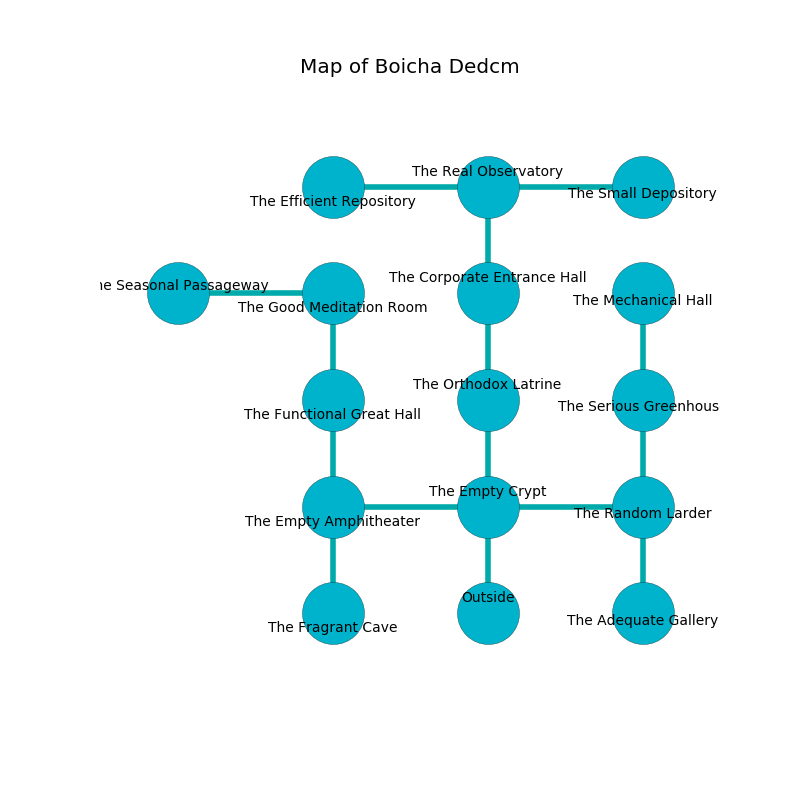 Map of Boicha Dedcm
The Real Observatory
The Efficient Repository
The Small Depository
The Corporate Entrance Hall
Seasonal Passageway
The Good Meditation Room
The Mechanical Hall
The Orthodox Latrine
The Functional Great Hall
The Serious Greenhous
The Empty Crypt
The Empty Amphitheater
The Random Larder
Outside
The Fragrant Cave
The Adequate Gallery